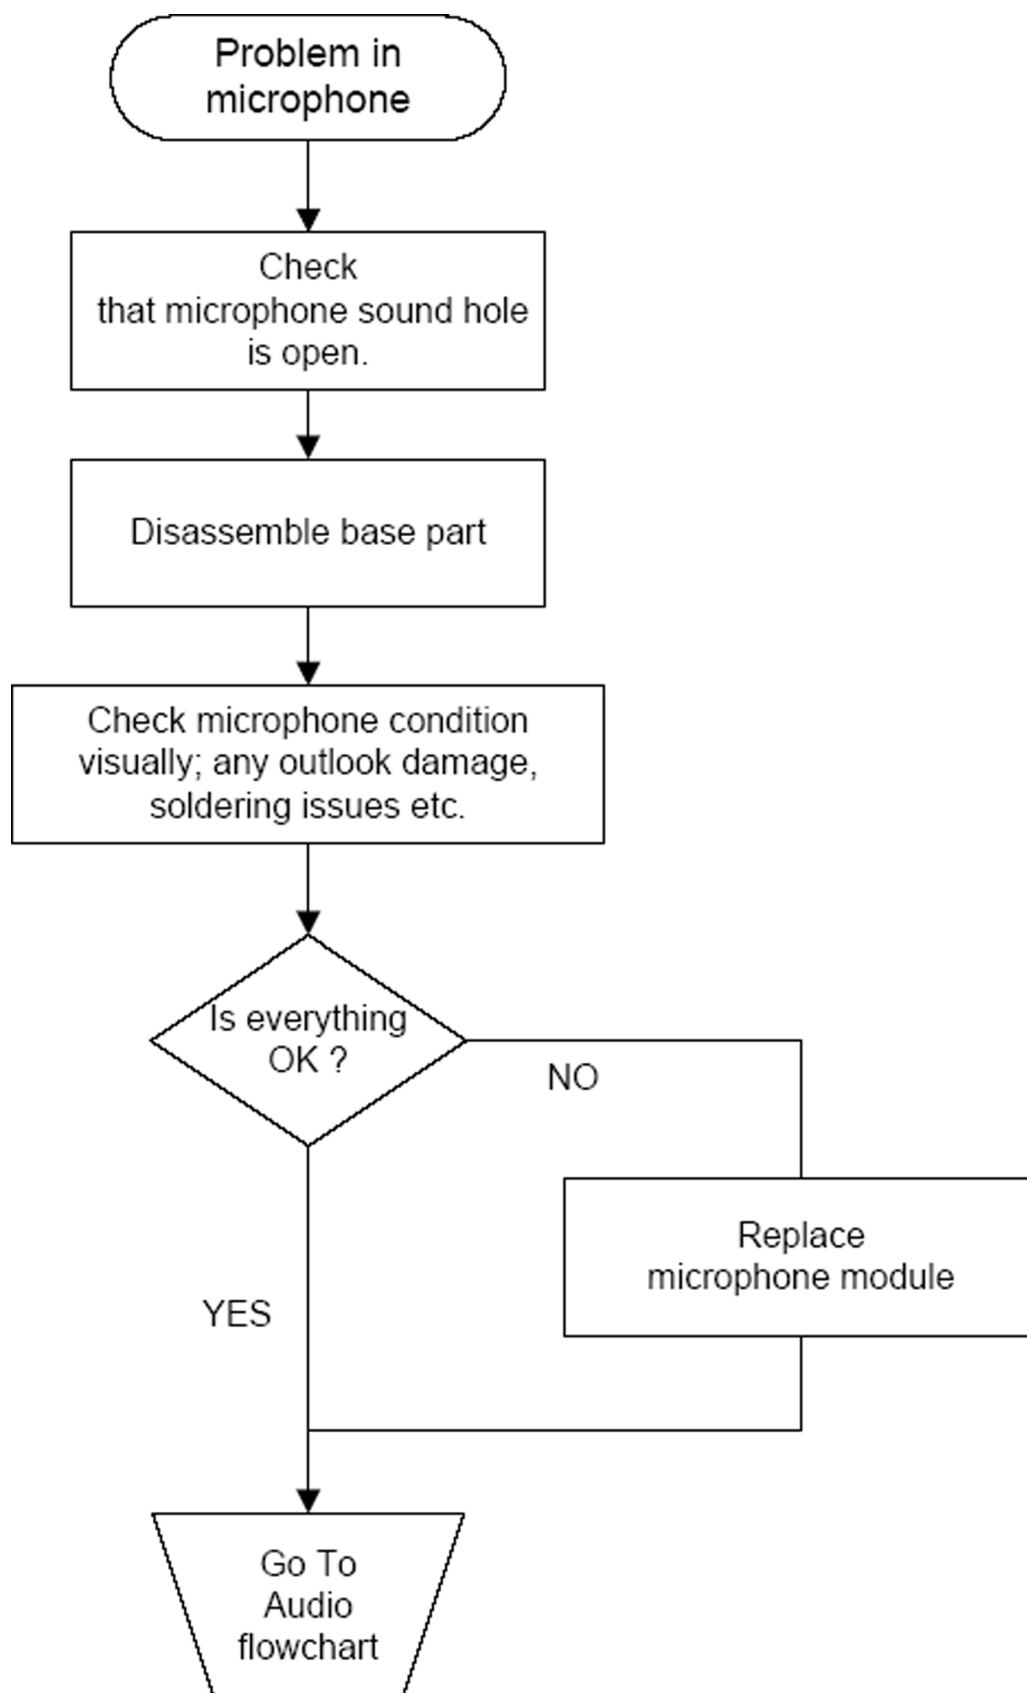 Problem in
microphone
Check
that microphone sound hole
is open.
Disassemble base part
Check microphone condition
visually; any outlook damage,
soldering issues etc.
Is everything
OK ?
NO
Replace
microphone module
YES
Go To
Audio
flowchart